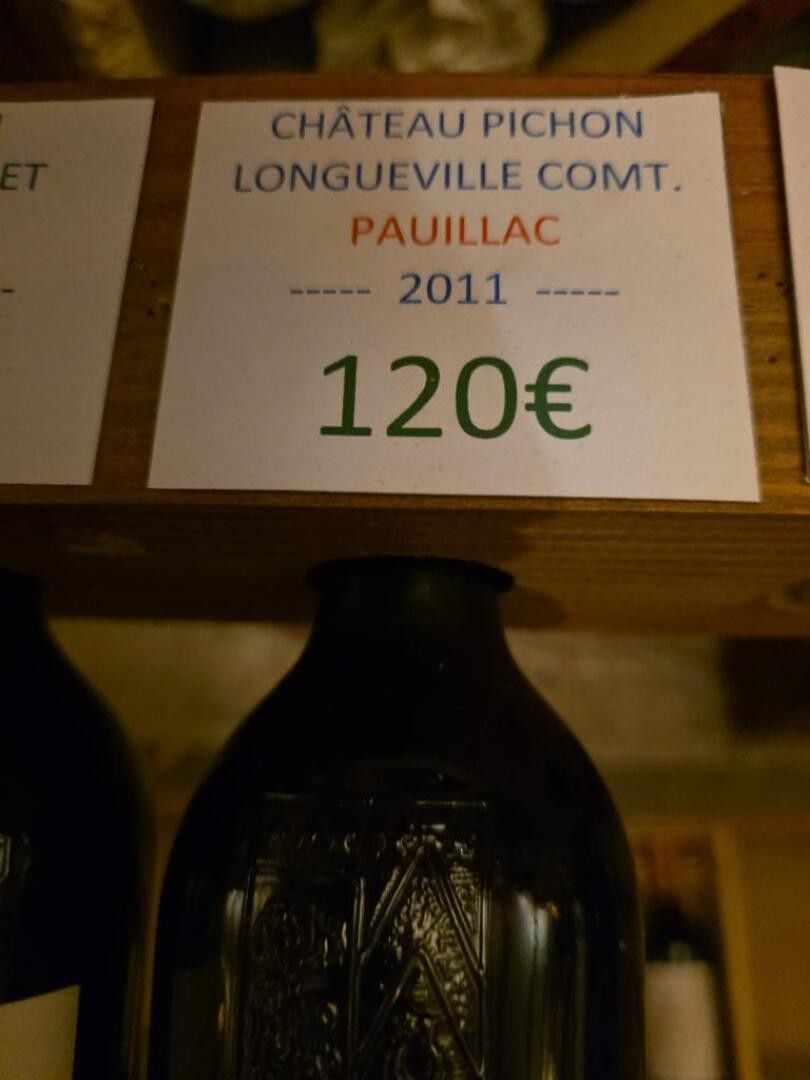 CHÂTEAU PICHON
LONGUEVILLE COMT.
PAUILLAC
----- 2011 -----
120€
ET